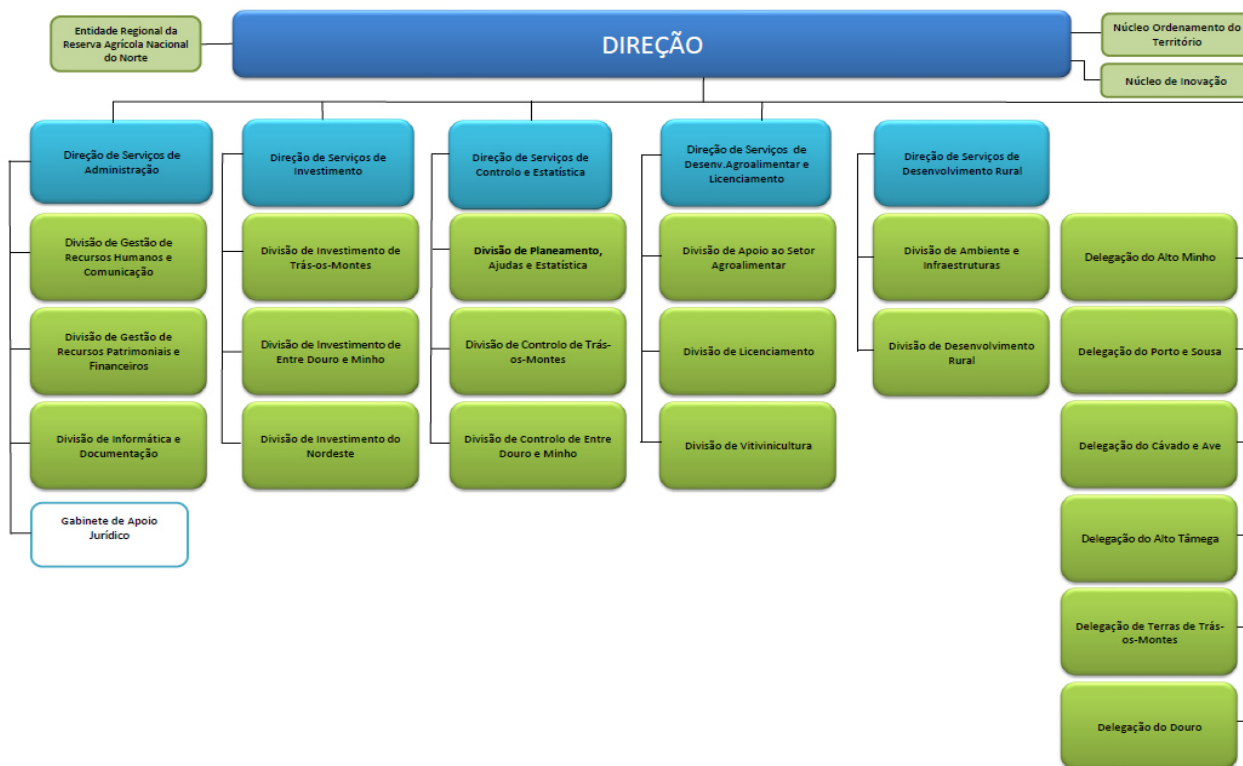 Entidade Regional da
Reserva Agrícola Nacional
do Norte
DIREÇÃO
Núcleo Ordenamento do
Território
Núcleo de Inovação
Direção de Serviços de
Administração
Divisão de Gestão de
Recursos Humanos e
Comunicação
Divisão de Gestão de
Recursos Patrimoniais e
Financeiros
Divisão de Informática e
Documentação
Gabinete de Apoio
Jurídico
Direção de Serviços de
Investimento
Divisão de Investimento de
Trás-os-Montes
Divisão de Investimento de
Entre Douro e Minho
Divisão de Investimento do
Nordeste
Direção de Serviços de
Controlo e Estatística
Divisão de Planeamento,
Ajudas e Estatística
Divisão de Controlo de Trás-
os-Montes
Divisão de Controlo de Entre
Douro e Minho
Direção de Serviços de
Desenv.Agroalimentar e
Licenciamento
Divisão de Apoio ao Setor
Agroalimentar
Divisão de Licenciamento
Divisão de Vitivinicultura
Direção de Serviços de
Desenvolvimento Rural
Divisão de Ambiente e
Infraestruturas
Divisão de Desenvolvimento
Rural
Delegação do Alto Minho
Delegação do Porto e Sousa
Delegação do Cávado e Ave
Delegação do Alto Tâmega
Delegação de Terras de Trás-
os-Montes
Delegação do Douro